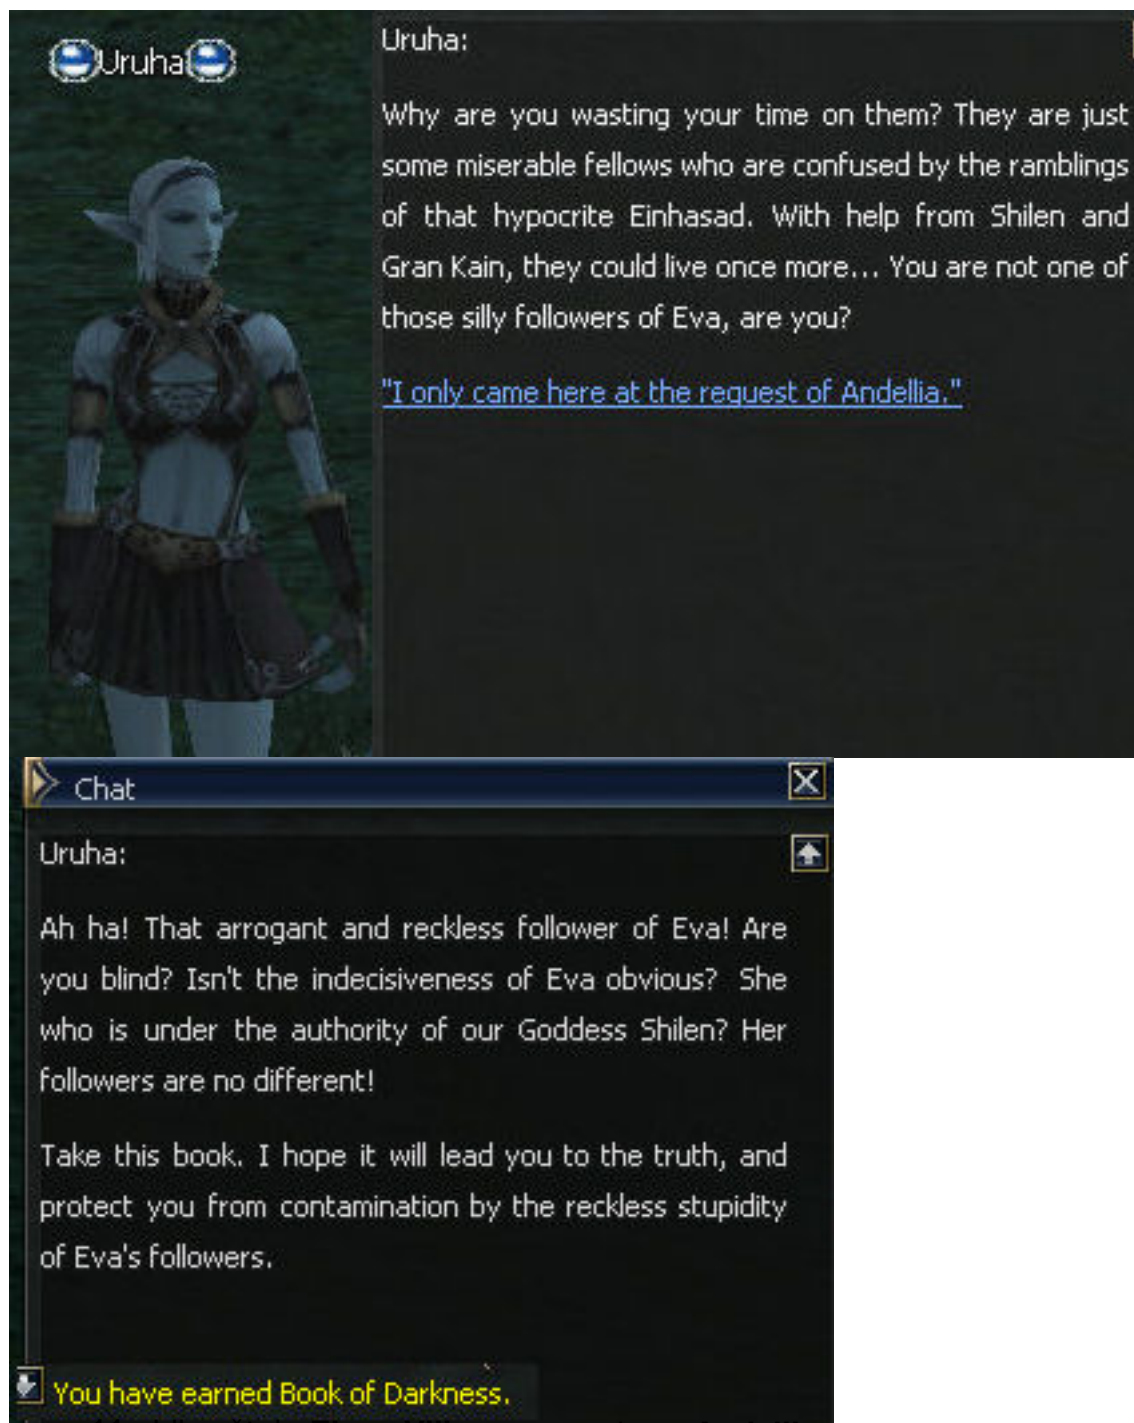 Uruha
Uruha:
Why are you wasting your time on them? They are just
some miserable fellows who are confused by the ramblings
of that hypocrite Einhasad. With help from Shilen and
Gran Kain, they could live once more... You are not one of
those silly followers of Eva, are you?
"I only came here at the request of Andellia."
Chat
Uruha:
Ah ha! That arrogant and reckless follower of Eva! Are
you blind? Isn't the indecisiveness of Eva obvious? She
who is under the authority of our Goddess Shilen? Her
followers are no different!
Take this book. I hope it will lead you to the truth, and
protect you from contamination by the reckless stupidity
of Eva's followers.
You have earned Book of Darkness.